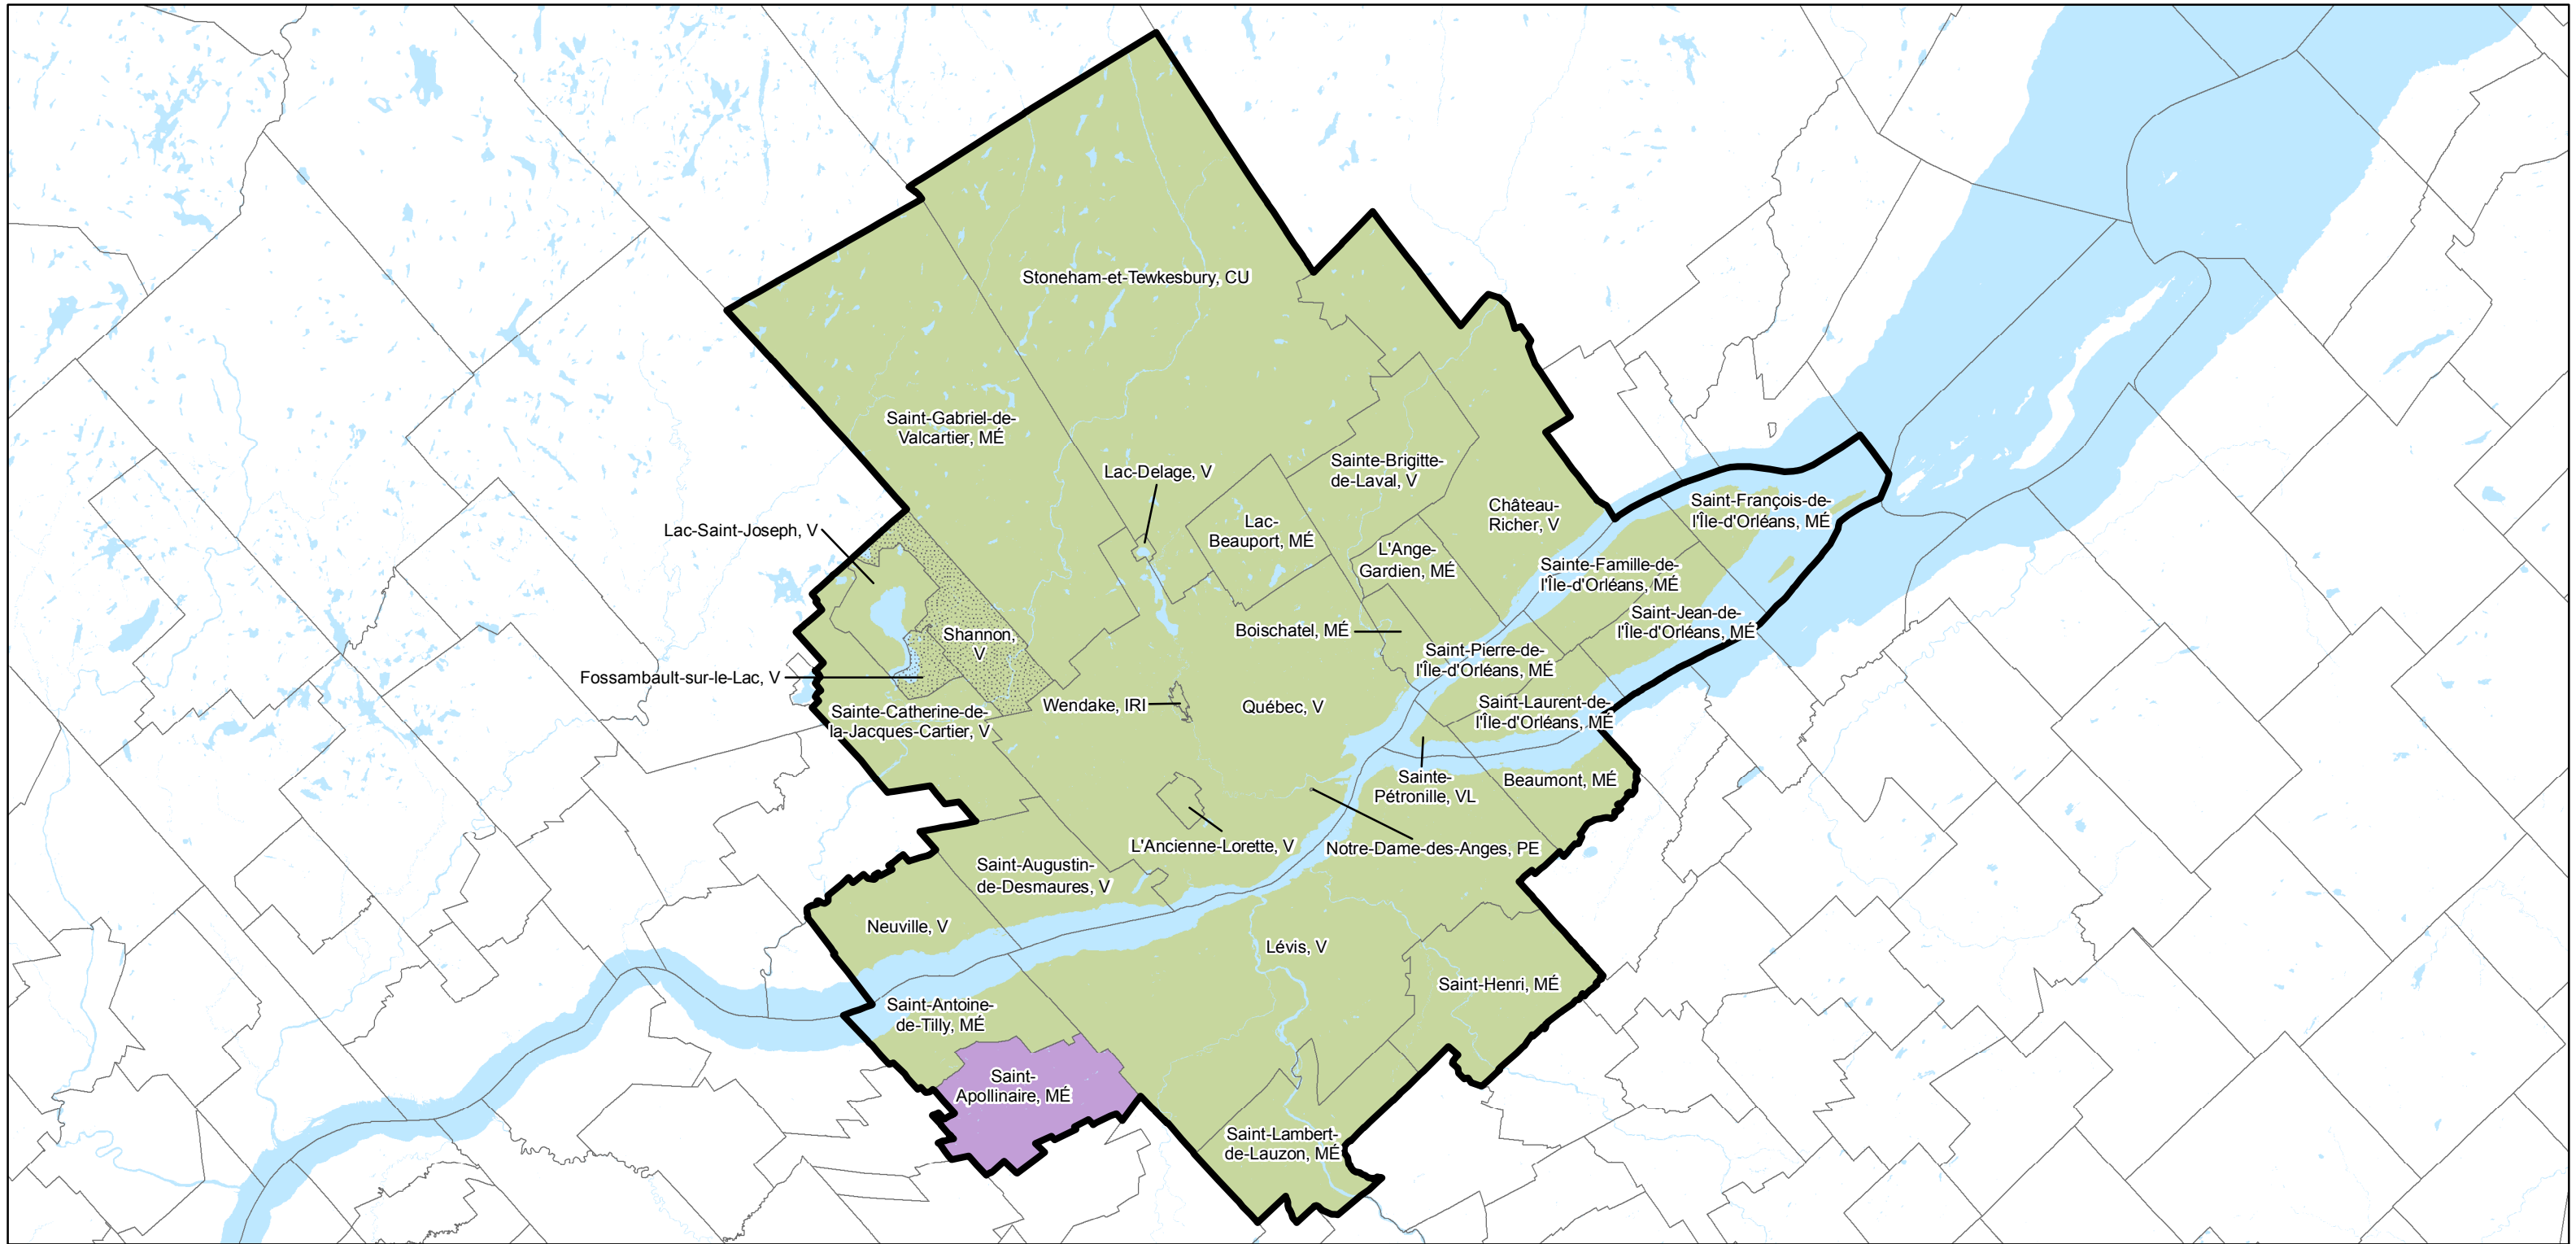 Stoneham-et-Tewkesbury, CU
Saint-Gabriel-de-
Valcartier, MÉ
Lac-Delage, V
Sainte-Brigitte-
de-Laval, V
Château-
Richer, V
Saint-François-de-
l'Île-d'Orléans, MÉ
Lac-Saint-Joseph, V
Lac-
Beauport, MÉ
L'Ange-
Gardien, MÉ
Sainte-Famille-de-
l'Île-d'Orléans, MÉ
Saint-Jean-de-
l'Île-d'Orléans, MÉ
Shannon,
V
Boischatel, MÉ
Saint-Pierre-de-
l'Île-d'Orléans, MÉ
Fossambault-sur-le-Lac, V
Sainte-Catherine-de-
la-Jacques-Cartier, V
Wendake, IRI
Québec, V
Saint-Laurent-de-
l'Île-d'Orléans, MÉ
Sainte-
Pétronille, VL
Beaumont, MÉ
L'Ancienne-Lorette, V
Notre-Dame-des-Anges, PE
Saint-Augustin-
de-Desmaures, V
Neuville, V
Lévis, V
Saint-Henri, MÉ
Saint-Antoine-
de-Tilly, MÉ
Saint-
Apollinaire, MÉ
Saint-Lambert-
de-Lauzon, MÉ